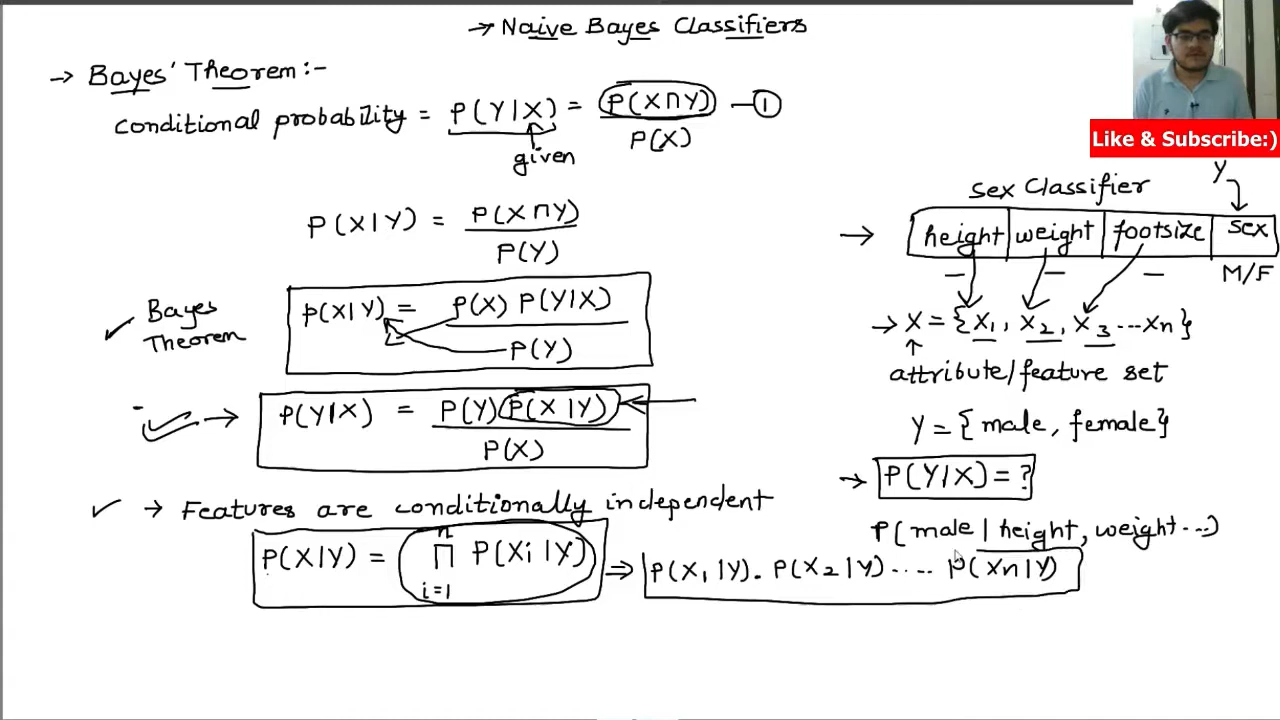 → Naive Bayes Classifiers
→ Bayes' Theorem :-
conditional probability = P(Y|X) = P(X∩Y) / P(X) —①
given
P(X|Y) = P(X∩Y) / P(Y)
Bayes Theorem
P(X|Y) = P(X) P(Y|X) / P(Y)
→ P(Y|X) = P(Y) P(X|Y) / P(X)
→ Features are conditionally independent
P(X|Y) = n Π i=1 P(Xi|Y) ⇒ P(X1|Y). P(X2|Y) ..... P(Xn|Y)
Like & Subscribe:)
Y
Sex Classifier
→ height weight footsize sex
– – – M/F
→ X = {X1, X2, X3 ...Xn}
attribute/feature set
Y = {male, female}
→ P(Y|X) = ?
P(male | height, weight...)